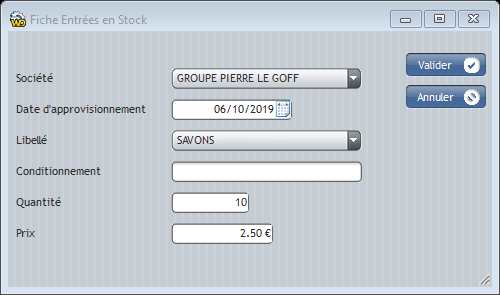 Fiche Entrées en Stock
Valider
Société GROUPE PIERRE LE GOFF
Annuler
Date d'approvisionnement 06/10/2019
Libellé SAVONS
Conditionnement
Quantité 10
Prix 2.50 €